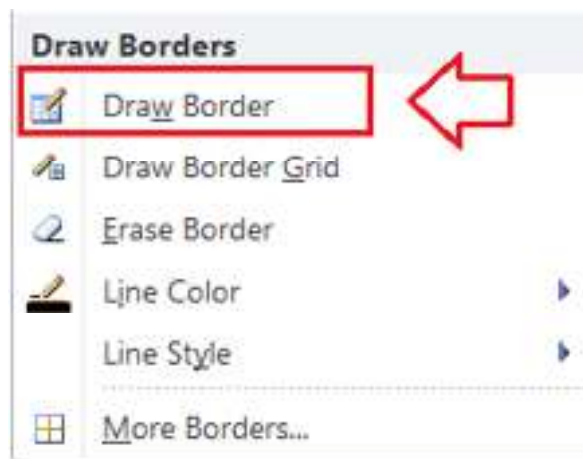 Draw Borders
Draw Border
Draw Border Grid
Erase Border
Line Color
Line Style
More Borders...